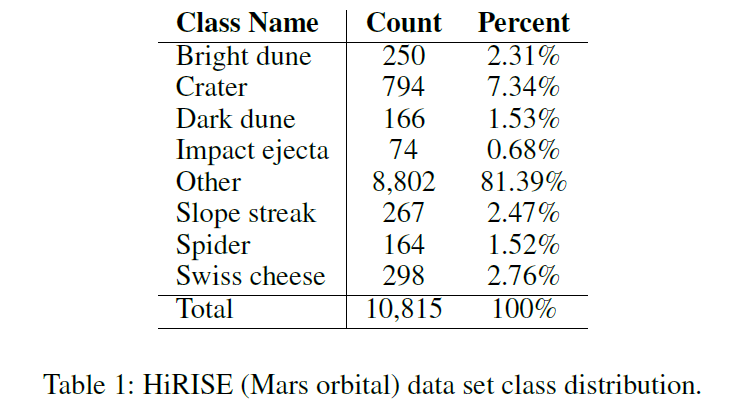 Class Name Count Percent
Bright dune 250 2.31%
Crater 794 7.34%
Dark dune 166 1.53%
Impact ejecta 74 0.68%
Other 8,802 81.39%
Slope streak 267 2.47%
Spider 164 1.52%
Swiss cheese 298 2.76%
Total 10,815 100%
Table 1: HiRISE (Mars orbital) data set class distribution.